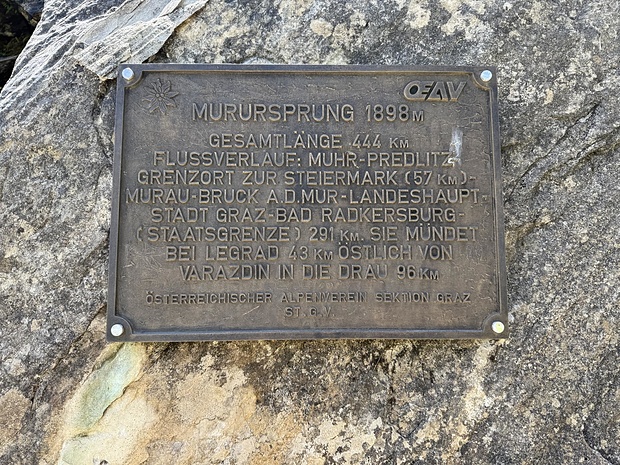 OEAV
MURURSPRUNG 1898M
GESAMTLÄNGE 444 KM
FLUSSVERLAUF: MUHR-PREDLITZ-
GRENZORT ZUR STEIERMARK (57 KM)-
MURAU-BRUCK A.D.MUR-LANDESHAUPT-
STADT GRAZ-BAD RADKERSBURG-
(STAATSGRENZE) 291 KM. SIE MÜNDET
BEI LEGRAD 43 KM ÖSTLICH VON
VARAZDIN IN DIE DRAU 96 KM
ÖSTERREICHISCHER ALPENVEREIN SEKTION GRAZ
ST.G.V.